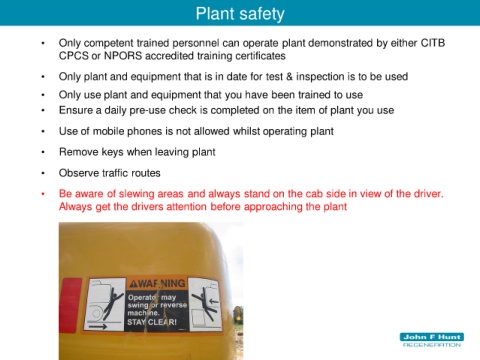 Plant safety
• Only competent trained personnel can operate plant demonstrated by either CITB
CPCS or NPORS accredited training certificates
• Only plant and equipment that is in date for test & inspection is to be used
• Only use plant and equipment that you have been trained to use
• Ensure a daily pre-use check is completed on the item of plant you use
• Use of mobile phones is not allowed whilst operating plant
• Remove keys when leaving plant
• Observe traffic routes
• Be aware of slewing areas and always stand on the cab side in view of the driver.
Always get the drivers attention before approaching the plant
WARNING
Operator may
swing or reverse
machine.
STAY CLEAR!
John F Hunt
REGENERATION